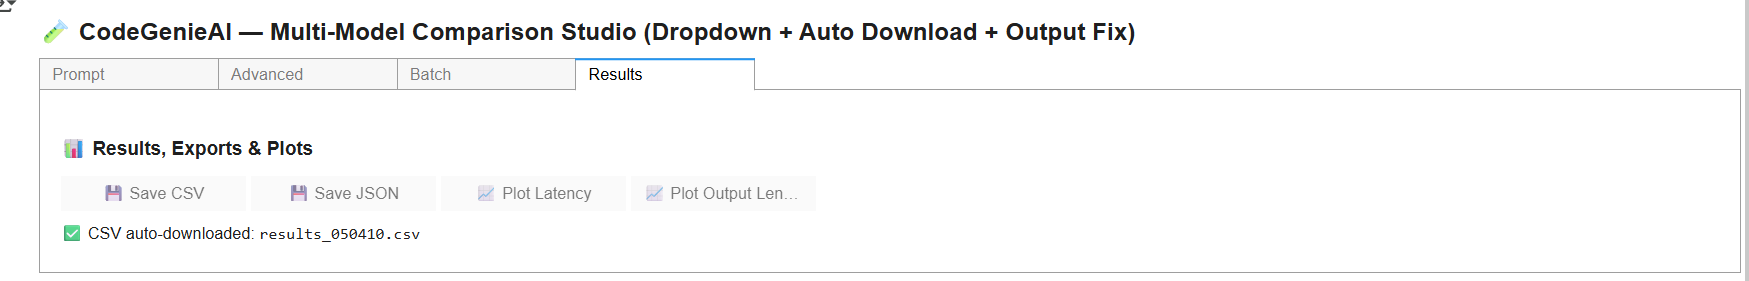 CodeGenieAI — Multi-Model Comparison Studio (Dropdown + Auto Download + Output Fix)
Prompt Advanced Batch Results
Results, Exports & Plots
Save CSV Save JSON Plot Latency Plot Output Len...
CSV auto-downloaded: results_050410.csv